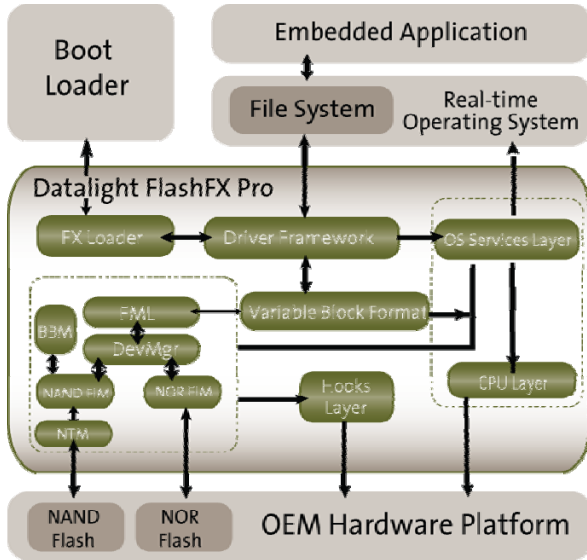 Boot
Loader
Embedded Application
File System
Real-time
Operating System
Datalight FlashFX Pro
FX Loader
Driver Framework
OS Services Layer
FML
Variable Block Format
BBM
DevMgr
NAND FIM
NOR FIM
Hooks
Layer
CPU Layer
NTM
NAND
Flash
NOR
Flash
OEM Hardware Platform